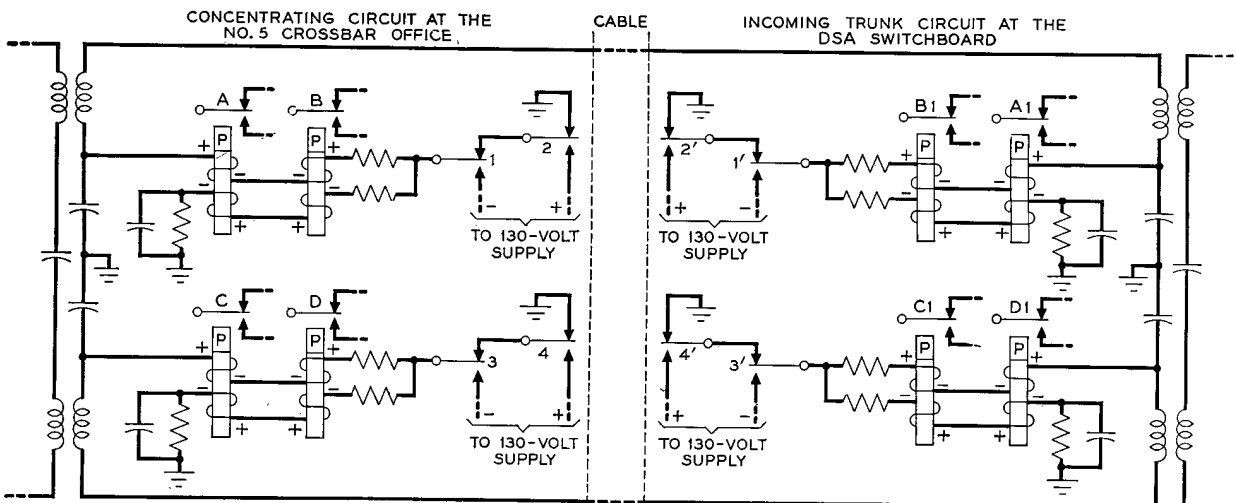 CONCENTRATING CIRCUIT AT THE
NO. 5 CROSSBAR OFFICE
CABLE
INCOMING TRUNK CIRCUIT AT THE
DSA SWITCHBOARD
A B B1 A1
P P P P
+ + + +
- - - -
+ + + +
1 2 2' 1'
- + + -
TO 130-VOLT
SUPPLY
TO 130-VOLT
SUPPLY
C D C1 D1
P P P P
+ + + +
- - - -
+ + + +
3 4 4' 3'
- + + -
TO 130-VOLT
SUPPLY
TO 130-VOLT
SUPPLY